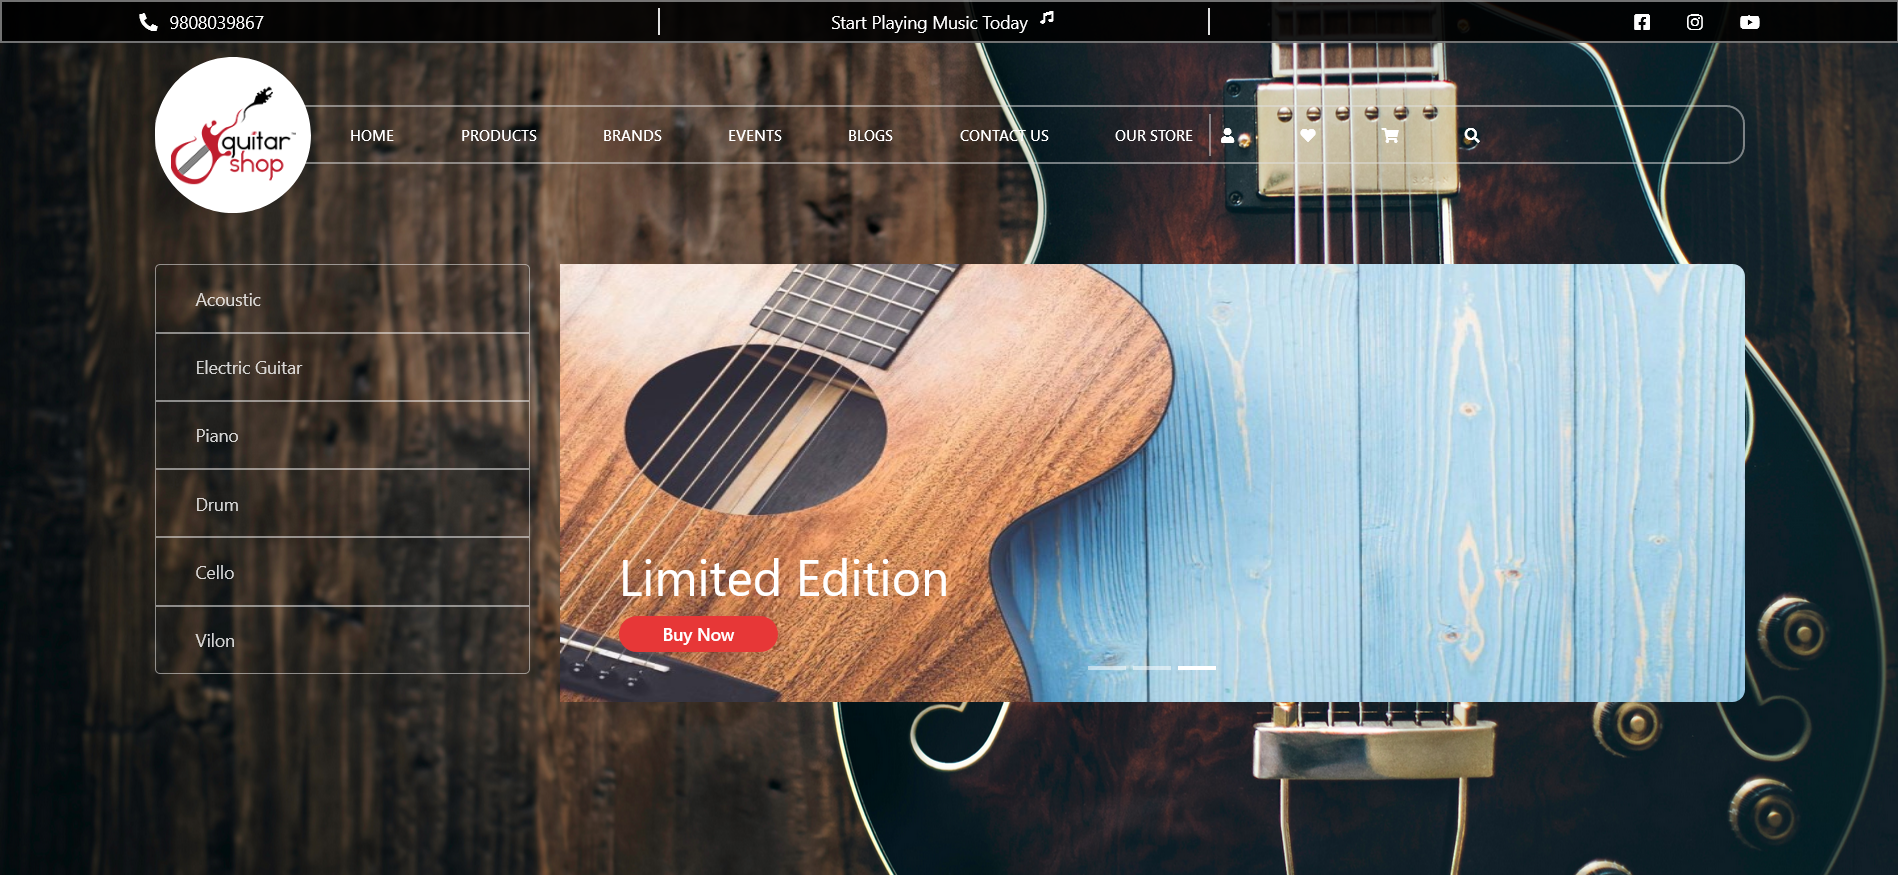 9808039867
Start Playing Music Today
guitar
shop
HOME PRODUCTS BRANDS EVENTS BLOGS CONTACT US OUR STORE
Acoustic
Electric Guitar
Piano
Drum
Cello
Vilon
Limited Edition
Buy Now